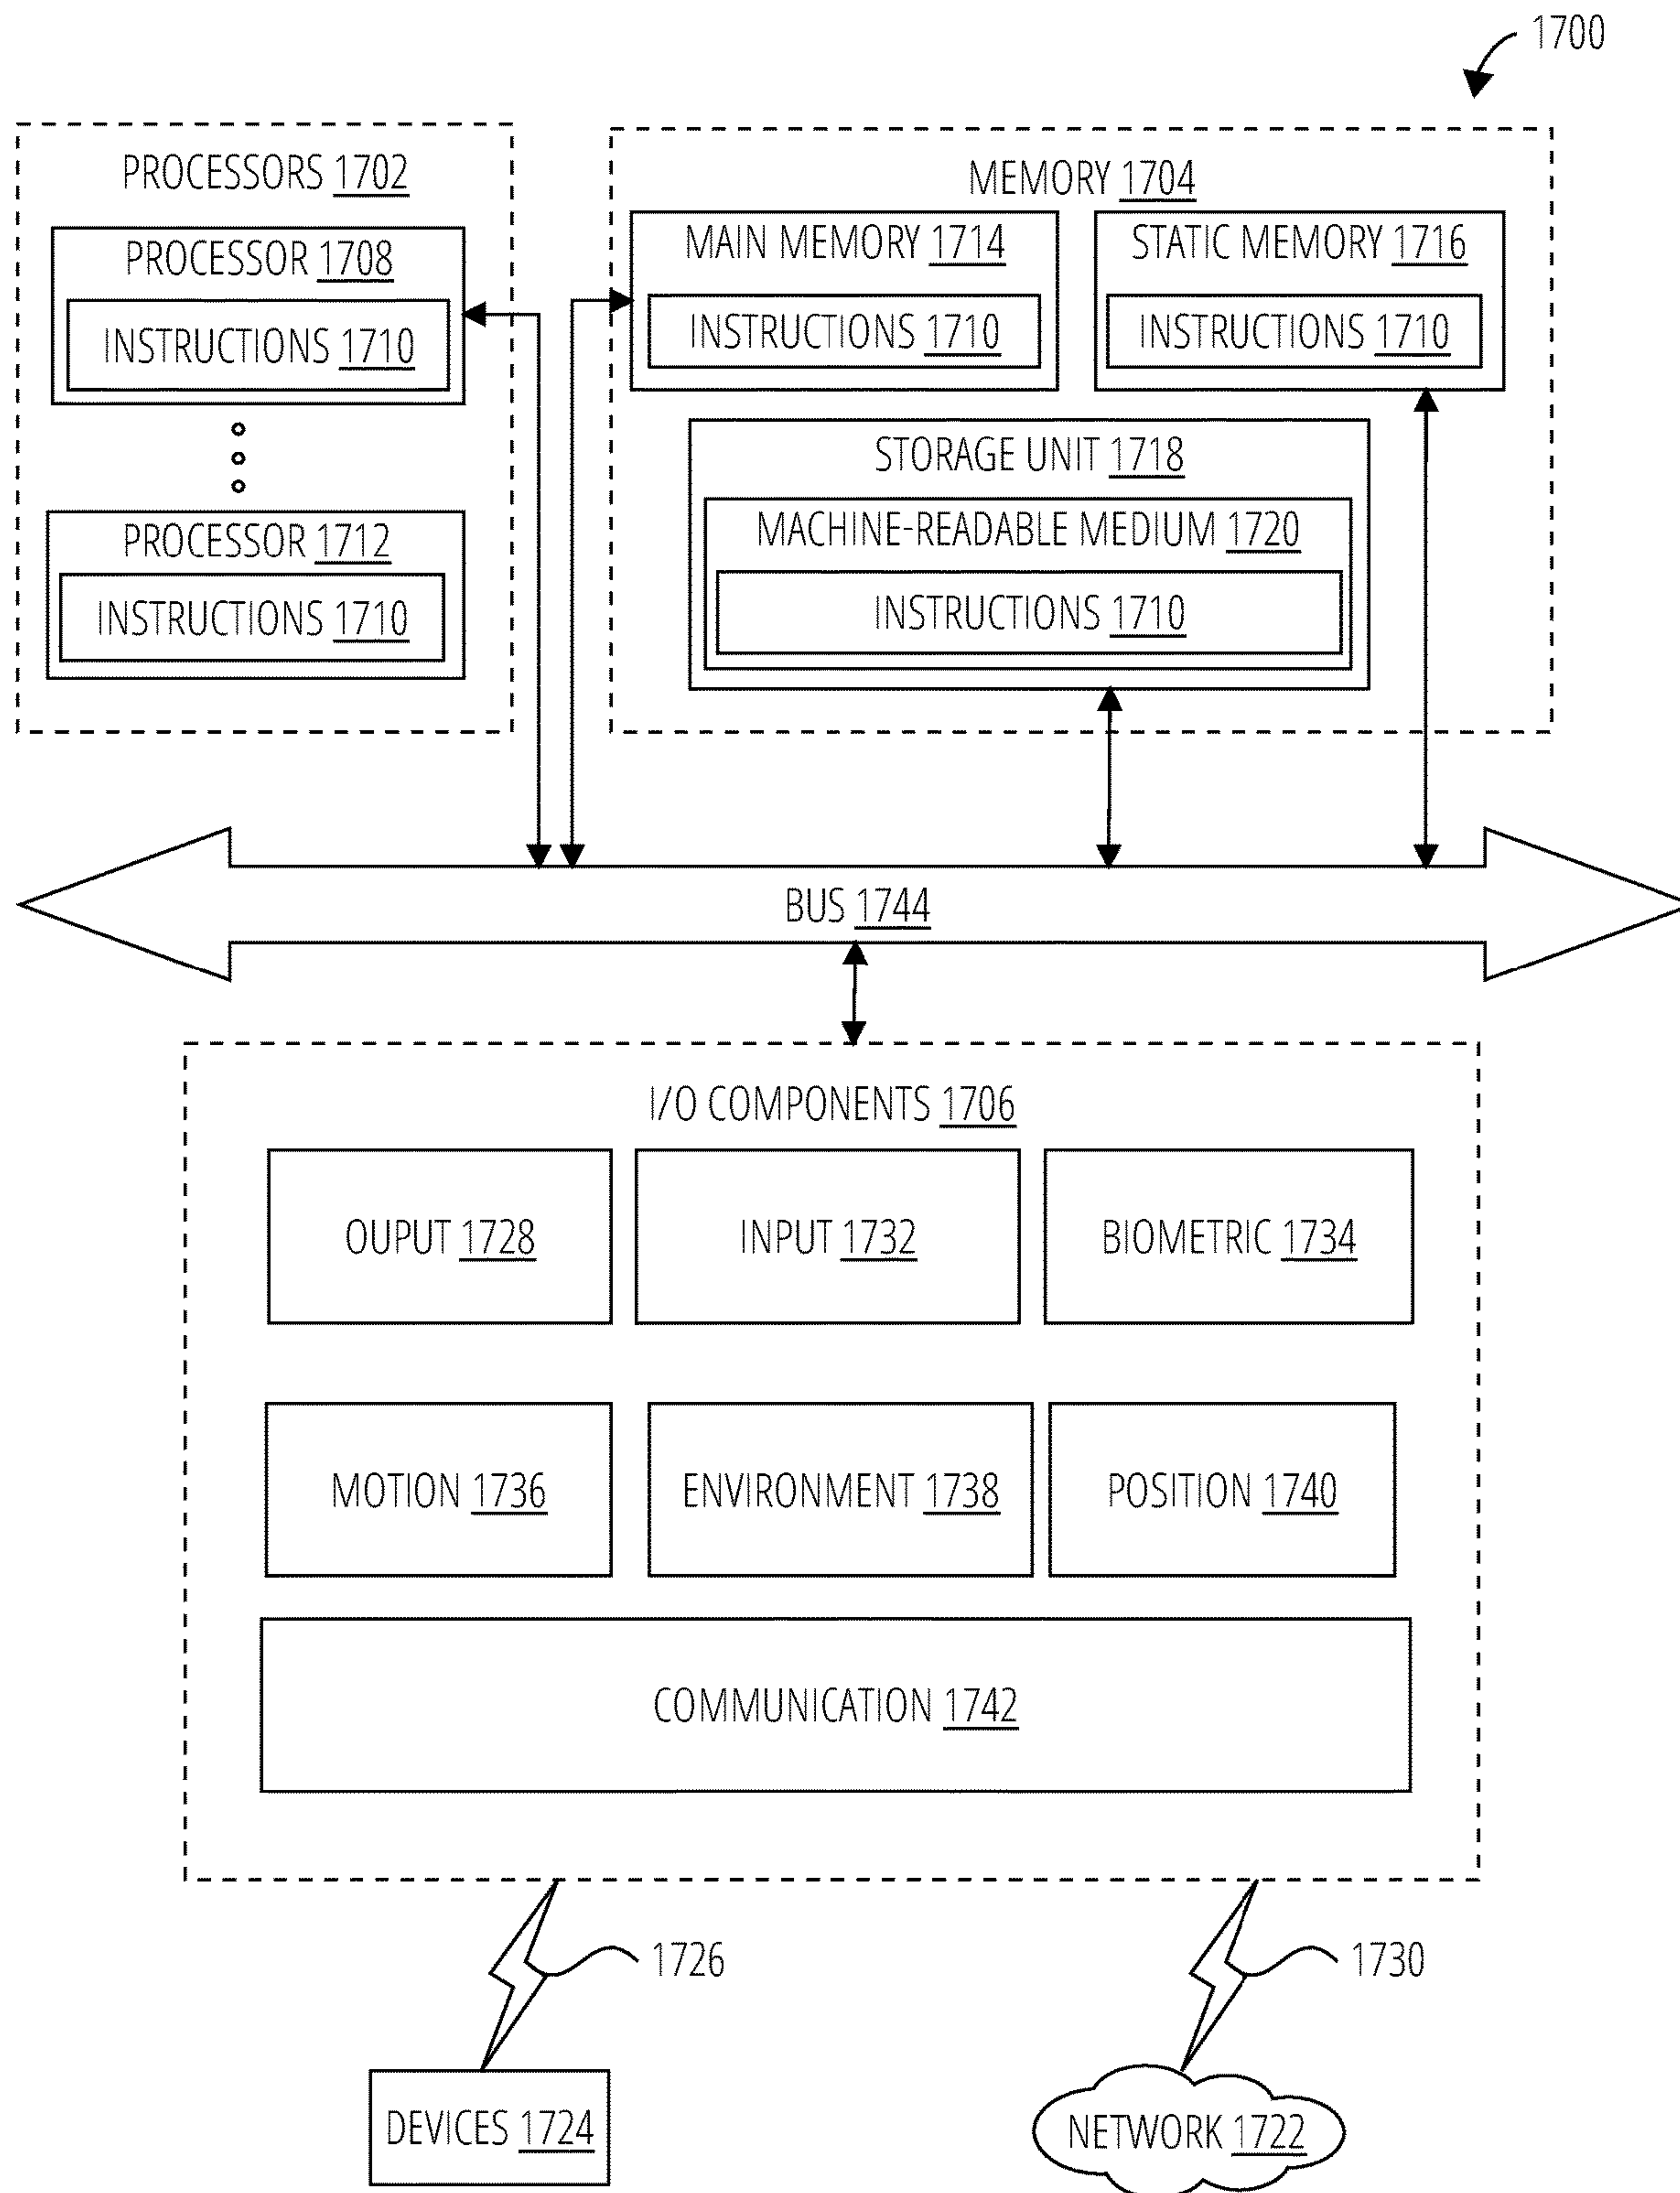 1700
PROCESSORS 1702
PROCESSOR 1708
INSTRUCTIONS 1710
PROCESSOR 1712
INSTRUCTIONS 1710
MEMORY 1704
MAIN MEMORY 1714
INSTRUCTIONS 1710
STATIC MEMORY 1716
INSTRUCTIONS 1710
STORAGE UNIT 1718
MACHINE-READABLE MEDIUM 1720
INSTRUCTIONS 1710
BUS 1744
I/O COMPONENTS 1706
OUPUT 1728
INPUT 1732
BIOMETRIC 1734
MOTION 1736
ENVIRONMENT 1738
POSITION 1740
COMMUNICATION 1742
1726
1730
DEVICES 1724
NETWORK 1722